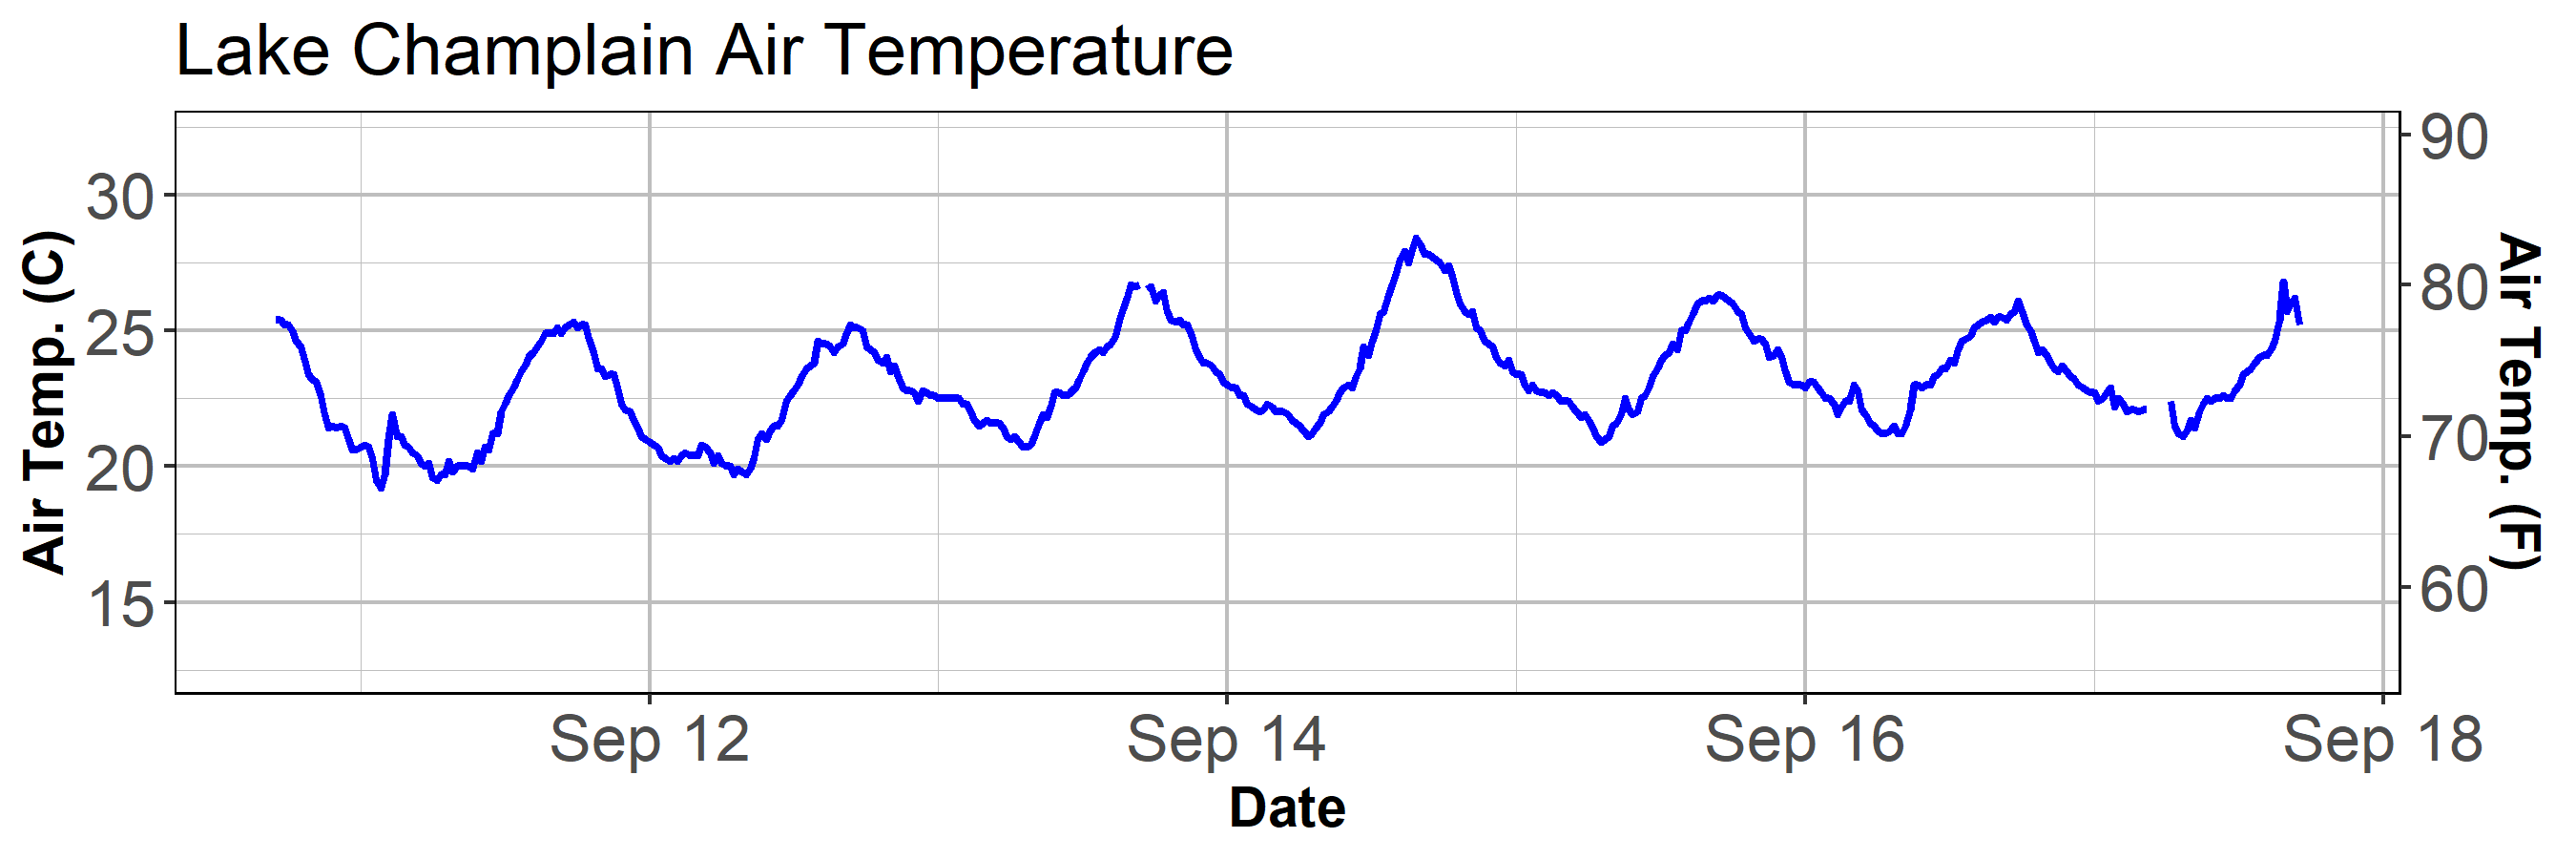 Lake Champlain Air Temperature
Air Temp. (C)
30
25
20
15
90
80
70
60
Air Temp. (F)
Sep 12
Sep 14
Sep 16
Sep 18
Date